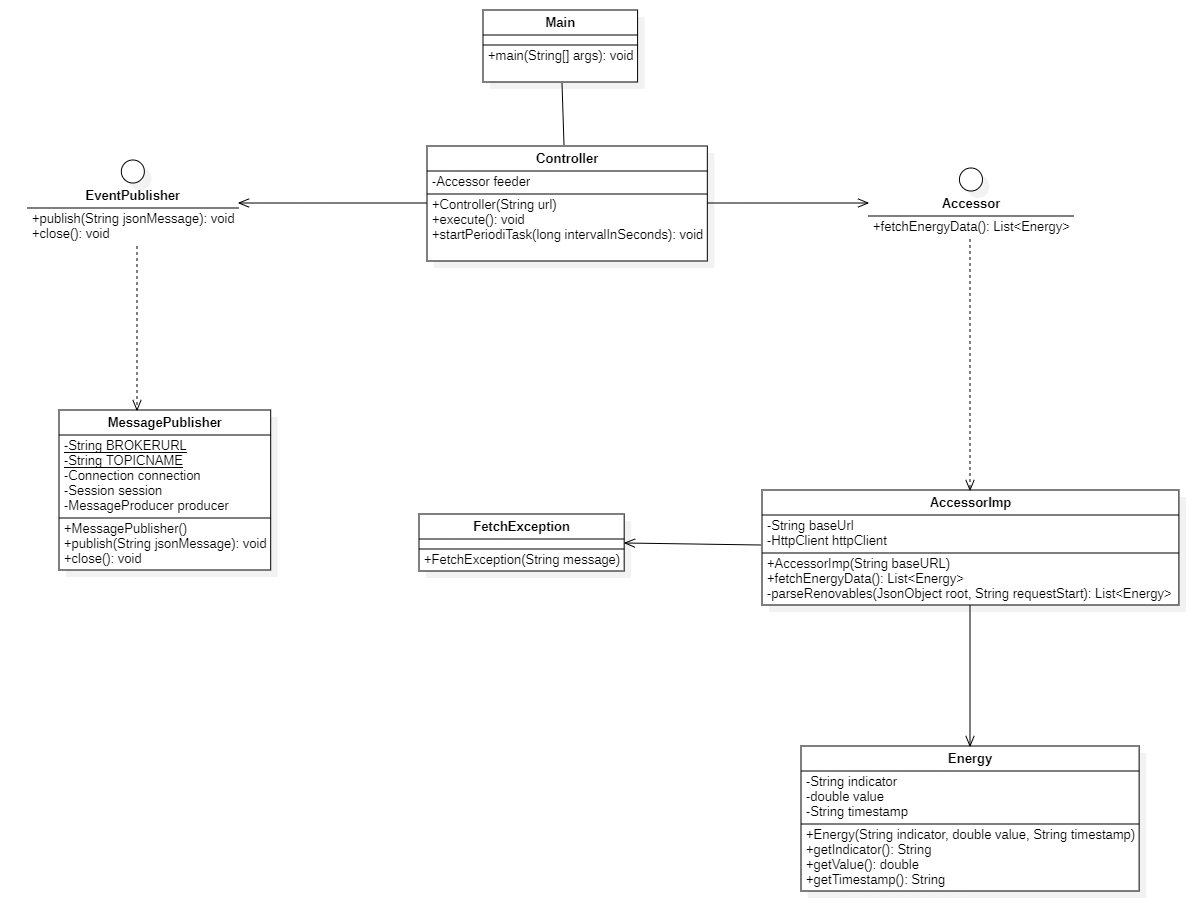 Main
+main(String[] args): void
Controller
-Accessor feeder
+Controller(String url)
+execute(): void
+startPeriodiTask(long intervalInSeconds): void
EventPublisher
+publish(String jsonMessage): void
+close(): void
Accessor
+fetchEnergyData(): List<Energy>
MessagePublisher
-String BROKERURL
-String TOPICNAME
-Connection connection
-Session session
-MessageProducer producer
+MessagePublisher()
+publish(String jsonMessage): void
+close(): void
FetchException
+FetchException(String message)
AccessorImp
-String baseUrl
-HttpClient httpClient
+AccessorImp(String baseURL)
+fetchEnergyData(): List<Energy>
-parseRenovables(JsonObject root, String requestStart): List<Energy>
Energy
-String indicator
-double value
-String timestamp
+Energy(String indicator, double value, String timestamp)
+getIndicator(): String
+getValue(): double
+getTimestamp(): String